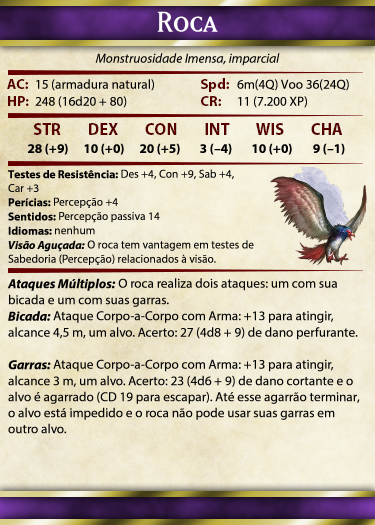 Roca
Monstruosidade Imensa, imparcial
AC: 15 (armadura natural) Spd: 6m(4Q) Voo 36(24Q)
HP: 248 (16d20 + 80) CR: 11 (7.200 XP)
STR DEX CON INT WIS CHA
28 (+9) 10 (+0) 20 (+5) 3 (–4) 10 (+0) 9 (–1)
Testes de Resistência: Des +4, Con +9, Sab +4,
Car +3
Perícias: Percepção +4
Sentidos: Percepção passiva 14
Idiomas: nenhum
Visão Aguçada: O roca tem vantagem em testes de
Sabedoria (Percepção) relacionados à visão.
Ataques Múltiplos: O roca realiza dois ataques: um com sua
bicada e um com suas garras.
Bicada: Ataque Corpo-a-Corpo com Arma: +13 para atingir,
alcance 4,5 m, um alvo. Acerto: 27 (4d8 + 9) de dano perfurante.
Garras: Ataque Corpo-a-Corpo com Arma: +13 para atingir,
alcance 3 m, um alvo. Acerto: 23 (4d6 + 9) de dano cortante e o
alvo é agarrado (CD 19 para escapar). Até esse agarrão terminar,
o alvo está impedido e o roca não pode usar suas garras em
outro alvo.